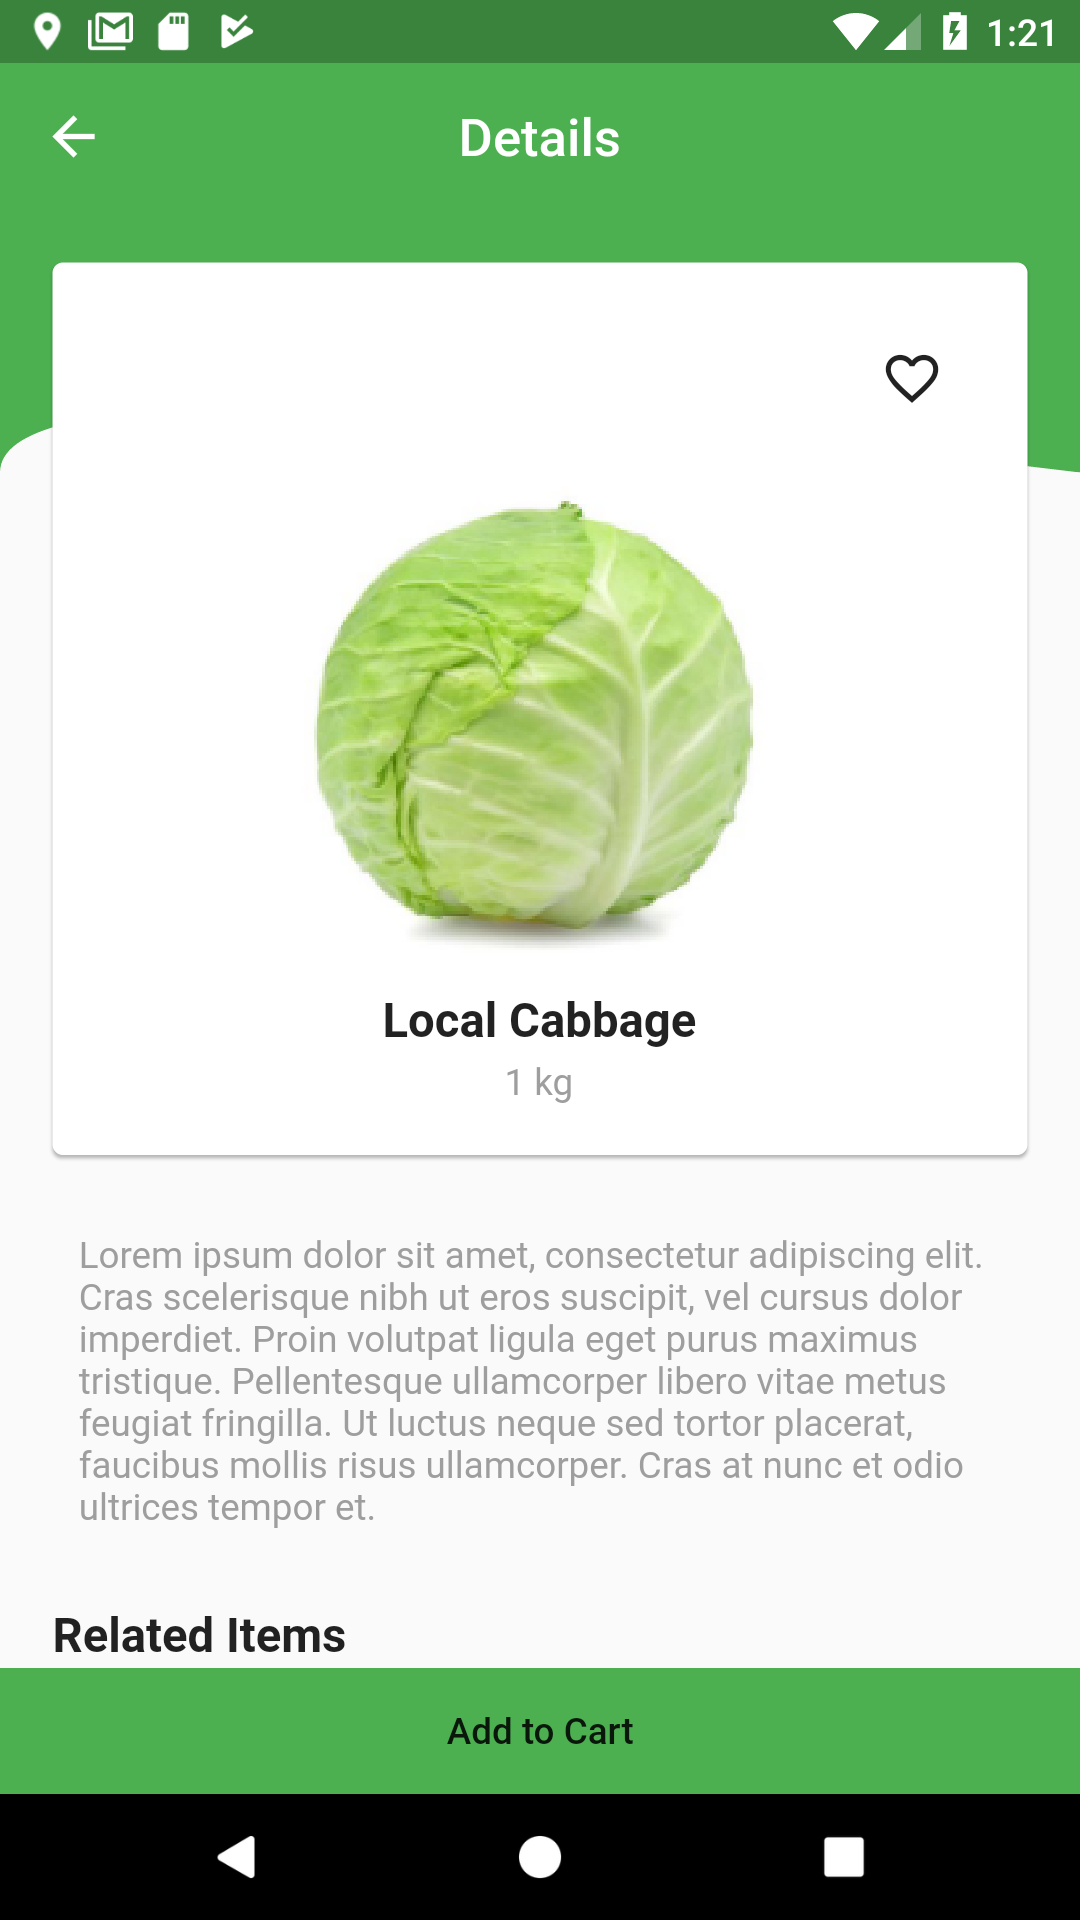 1:21
Details
Local Cabbage
1 kg
Lorem ipsum dolor sit amet, consectetur adipiscing elit.
Cras scelerisque nibh ut eros suscipit, vel cursus dolor
imperdiet. Proin volutpat ligula eget purus maximus
tristique. Pellentesque ullamcorper libero vitae metus
feugiat fringilla. Ut luctus neque sed tortor placerat,
faucibus mollis risus ullamcorper. Cras at nunc et odio
ultrices tempor et.
Related Items
Add to Cart